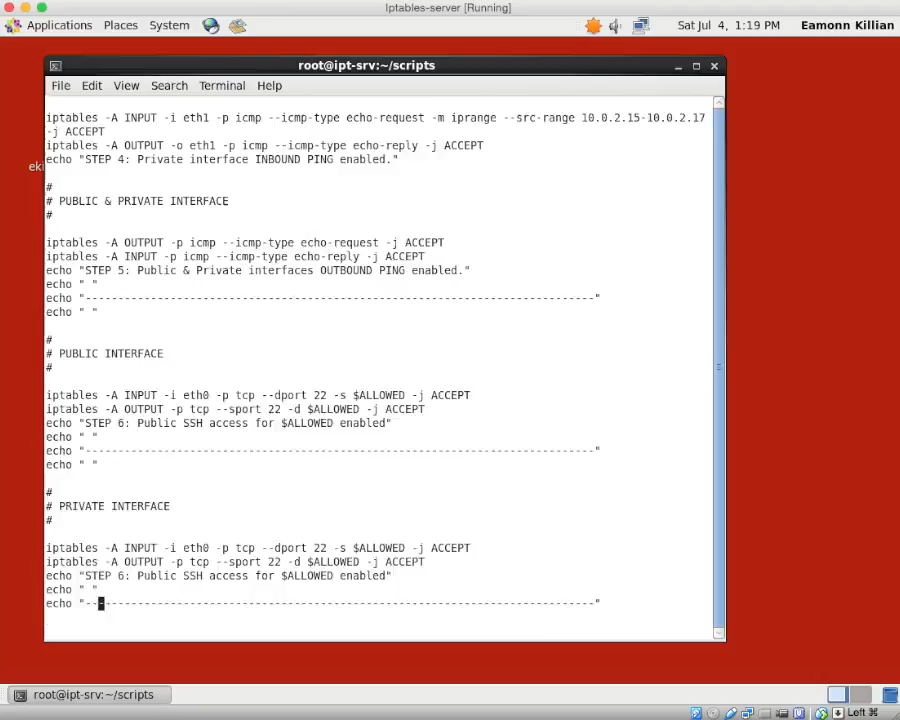 Iptables-server [Running]
Applications Places System Sat Jul 4, 1:19 PM Eamonn Killian
root@ipt-srv:~/scripts
File Edit View Search Terminal Help
iptables -A INPUT -i eth1 -p icmp --icmp-type echo-request -m iprange --src-range 10.0.2.15-10.0.2.17
-j ACCEPT
iptables -A OUTPUT -o eth1 -p icmp --icmp-type echo-reply -j ACCEPT
echo "STEP 4: Private interface INBOUND PING enabled."
eki
#
# PUBLIC & PRIVATE INTERFACE
#
iptables -A OUTPUT -p icmp --icmp-type echo-request -j ACCEPT
iptables -A INPUT -p icmp --icmp-type echo-reply -j ACCEPT
echo "STEP 5: Public & Private interfaces OUTBOUND PING enabled."
echo " "
echo "------------------------------------------------------------------------------"
echo " "
#
# PUBLIC INTERFACE
#
iptables -A INPUT -i eth0 -p tcp --dport 22 -s $ALLOWED -j ACCEPT
iptables -A OUTPUT -p tcp --sport 22 -d $ALLOWED -j ACCEPT
echo "STEP 6: Public SSH access for $ALLOWED enabled"
echo " "
echo "------------------------------------------------------------------------------"
echo " "
#
# PRIVATE INTERFACE
#
iptables -A INPUT -i eth0 -p tcp --dport 22 -s $ALLOWED -j ACCEPT
iptables -A OUTPUT -p tcp --sport 22 -d $ALLOWED -j ACCEPT
echo "STEP 6: Public SSH access for $ALLOWED enabled"
echo " "
echo "------------------------------------------------------------------------------"
root@ipt-srv:~/scripts
Left ⌘